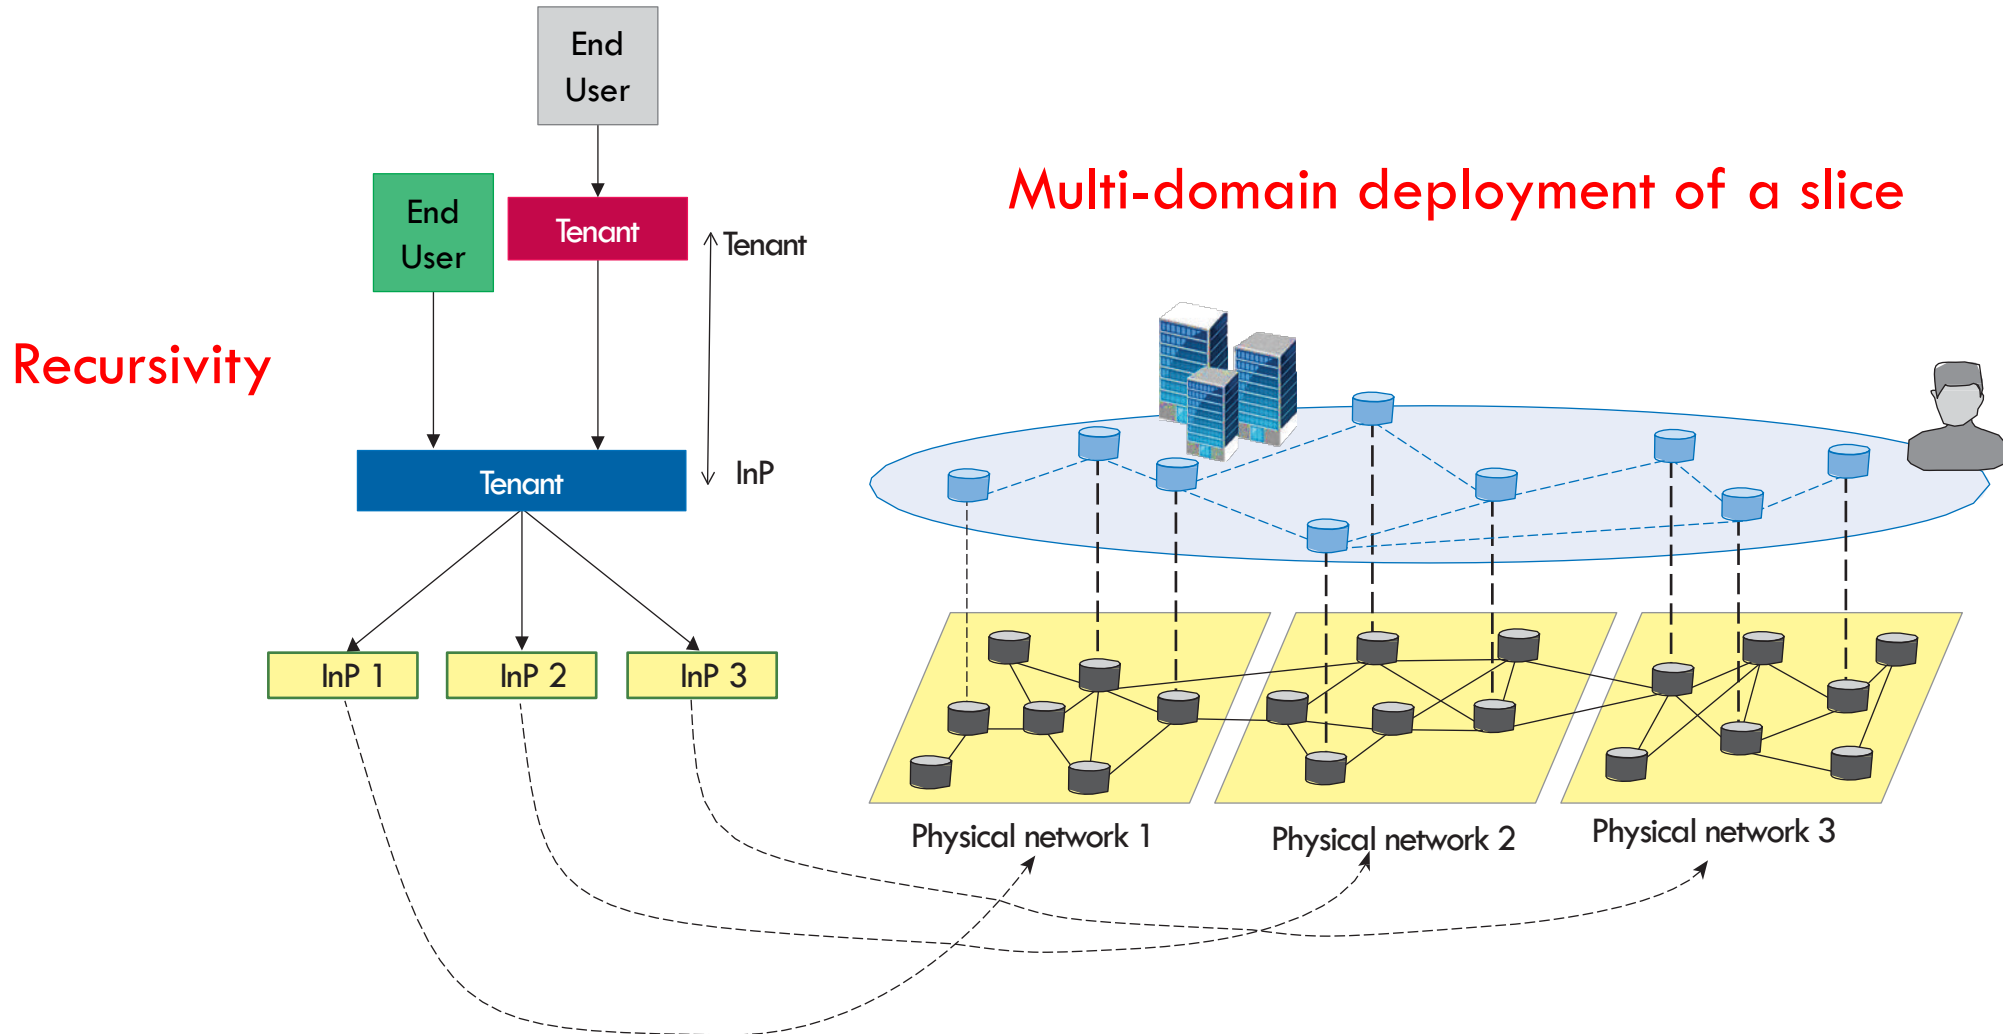 End
User
End
User
Tenant
Tenant
Multi-domain deployment of a slice
Recursivity
Tenant
InP
InP 1
InP 2
InP 3
Physical network 1
Physical network 2
Physical network 3